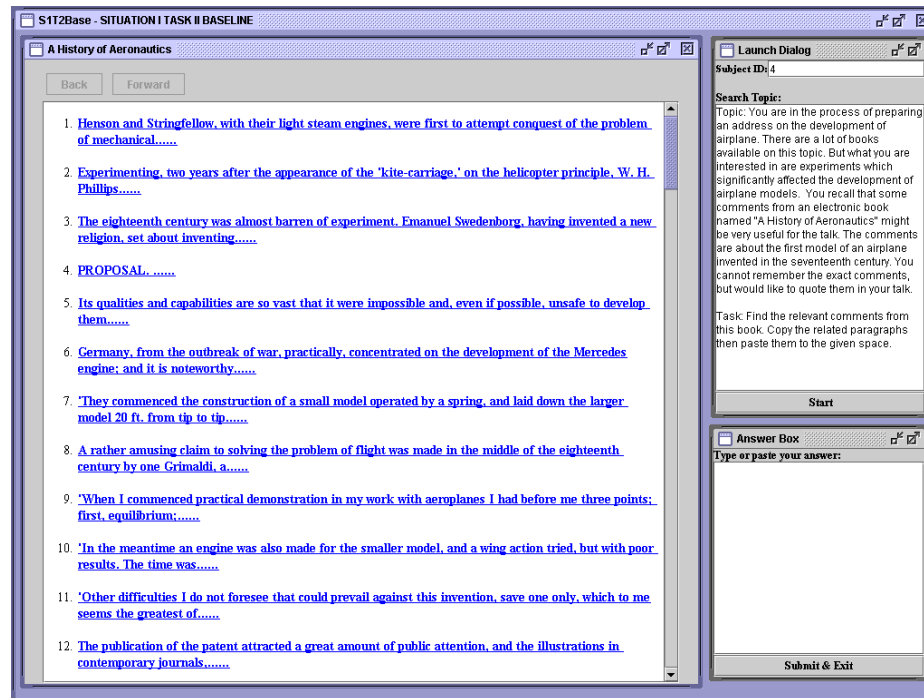 S1T2Base - SITUATION I TASK II BASELINE
A History of Aeronautics
Back Forward
1. Henson and Stringfellow, with their light steam engines, were first to attempt conquest of the problem
of mechanical......
2. Experimenting, two years after the appearance of the 'kite-carriage,' on the helicopter principle, W. H.
Phillips......
3. The eighteenth century was almost barren of experiment. Emanuel Swedenborg, having invented a new
religion, set about inventing......
4. PROPOSAL. ......
5. Its qualities and capabilities are so vast that it were impossible and, even if possible, unsafe to develop
them......
6. Germany, from the outbreak of war, practically, concentrated on the development of the Mercedes
engine; and it is noteworthy......
7. 'They commenced the construction of a small model operated by a spring, and laid down the larger
model 20 ft. from tip to tip......
8. A rather amusing claim to solving the problem of flight was made in the middle of the eighteenth
century by one Grimaldi, a......
9. 'When I commenced practical demonstration in my work with aeroplanes I had before me three points;
first, equilibrium;......
10. 'In the meantime an engine was also made for the smaller model, and a wing action tried, but with poor
results. The time was......
11. 'Other difficulties I do not foresee that could prevail against this invention, save one only, which to me
seems the greatest of......
12. The publication of the patent attracted a great amount of public attention, and the illustrations in
contemporary journals,......
Launch Dialog
Subject ID: 4
Search Topic:
Topic: You are in the process of preparing
an address on the development of
airplane. There are a lot of books
available on this topic. But what you are
interested in are experiments which
significantly affected the development of
airplane models. You recall that some
comments from an electronic book
named "A History of Aeronautics" might
be very useful for the talk. The comments
are about the first model of an airplane
invented in the seventeenth century. You
cannot remember the exact comments,
but would like to quote them in your talk.
Task: Find the relevant comments from
this book. Copy the related paragraphs
then paste them to the given space.
Start
Answer Box
Type or paste your answer:
Submit & Exit